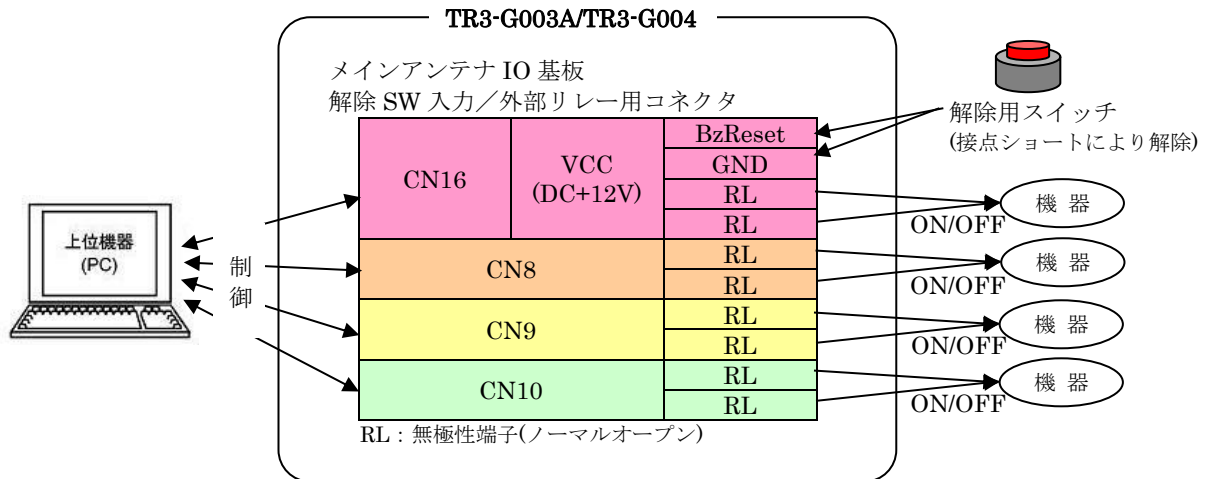 TR3-G003A/TR3-G004
メインアンテナ IO 基板
解除 SW 入力／外部リレー用コネクタ
解除用スイッチ
(接点ショートにより解除)
上位機器
(PC)
制
御
CN16
VCC
(DC+12V)
BzReset
GND
RL
RL
ON/OFF
機 器
CN8
RL
RL
ON/OFF
機 器
CN9
RL
RL
ON/OFF
機 器
CN10
RL
RL
ON/OFF
機 器
RL：無極性端子(ノーマルオープン)